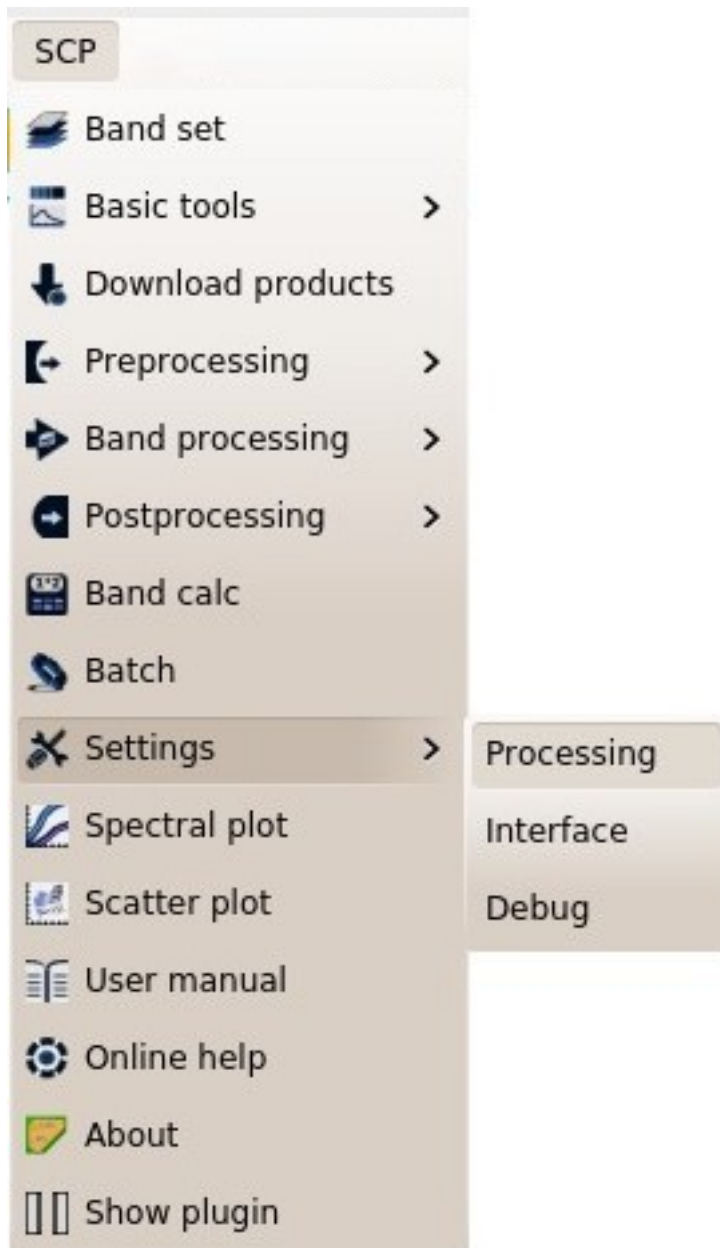 SCP
Band set
Basic tools
Download products
Preprocessing
Band processing
Postprocessing
Band calc
Batch
Settings
Processing
Interface
Debug
Spectral plot
Scatter plot
User manual
Online help
About
Show plugin